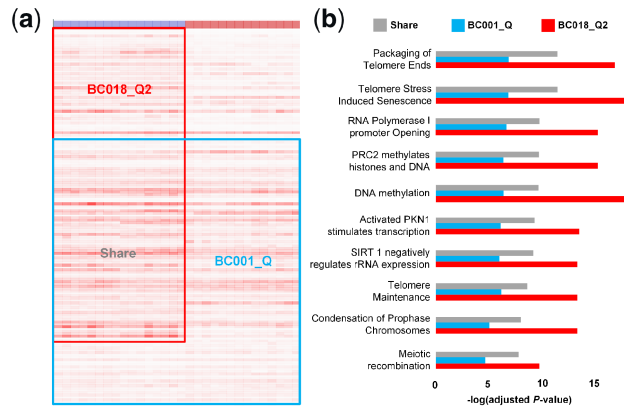 (a)
BC018_Q2
Share
BC001_Q
(b)
Share
BC001_Q
BC018_Q2
Packaging of
Telomere Ends
Telomere Stress
Induced Senescence
RNA Polymerase I
promoter Opening
PRC2 methylates
histones and DNA
DNA methylation
Activated PKN1
stimulates transcription
SIRT 1 negatively
regulates rRNA expression
Telomere
Maintenance
Condensation of Prophase
Chromosomes
Meiotic
recombination
0 5 10 15
-log(adjusted P-value)